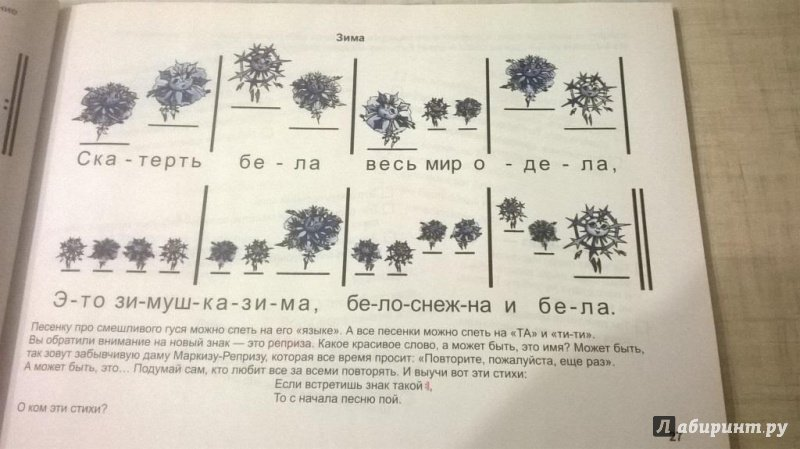 Зима
Ска - терть бе - ла весь мир о - де - ла,
Э-то зи-муш-ка-зи-ма, бе-ло-снеж-на и бе-ла.
Песенку про смешливого гуся можно спеть на его «языке». А все песенки можно спеть на «ТА» и «ти-ти».
Вы обратили внимание на новый знак — это реприза. Какое красивое слово, а может быть, это имя? Может быть,
так зовут забывчивую даму Маркизу-Репризу, которая все время просит: «Повторите, пожалуйста, еще раз».
А может быть, это... Подумай сам, кто любит все за всеми повторять. И выучи вот эти стихи:
Если встретишь знак такой :‖,
То с начала песню пой.
О ком эти стихи?
27
Лабиринт.ру